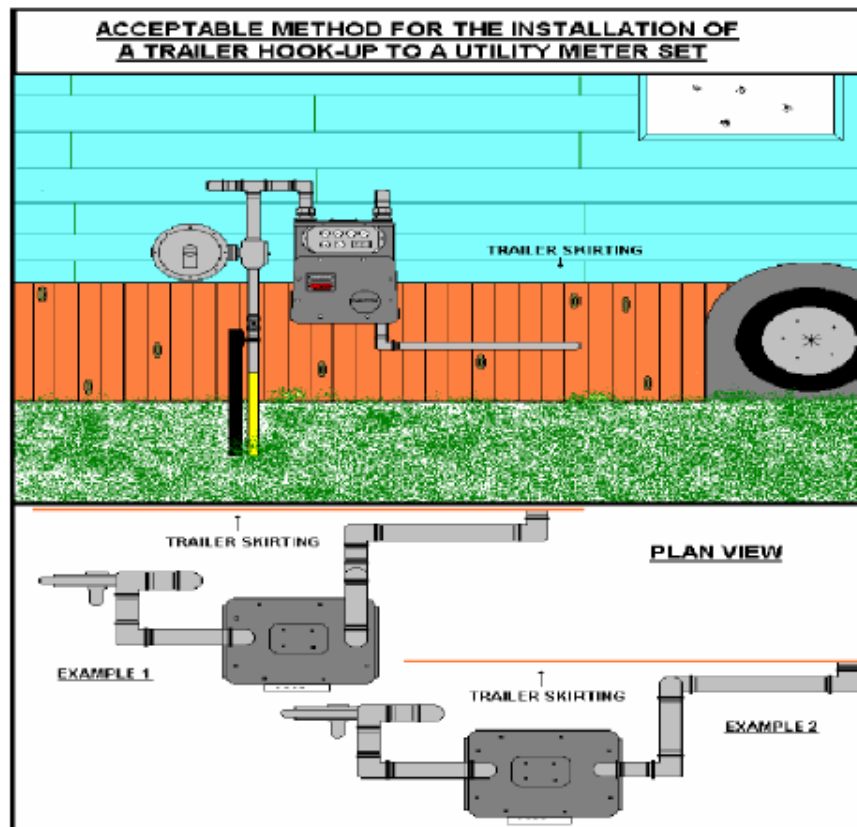 ACCEPTABLE METHOD FOR THE INSTALLATION OF
A TRAILER HOOK-UP TO A UTILITY METER SET
TRAILER SKIRTING
TRAILER SKIRTING
PLAN VIEW
EXAMPLE 1
TRAILER SKIRTING
EXAMPLE 2